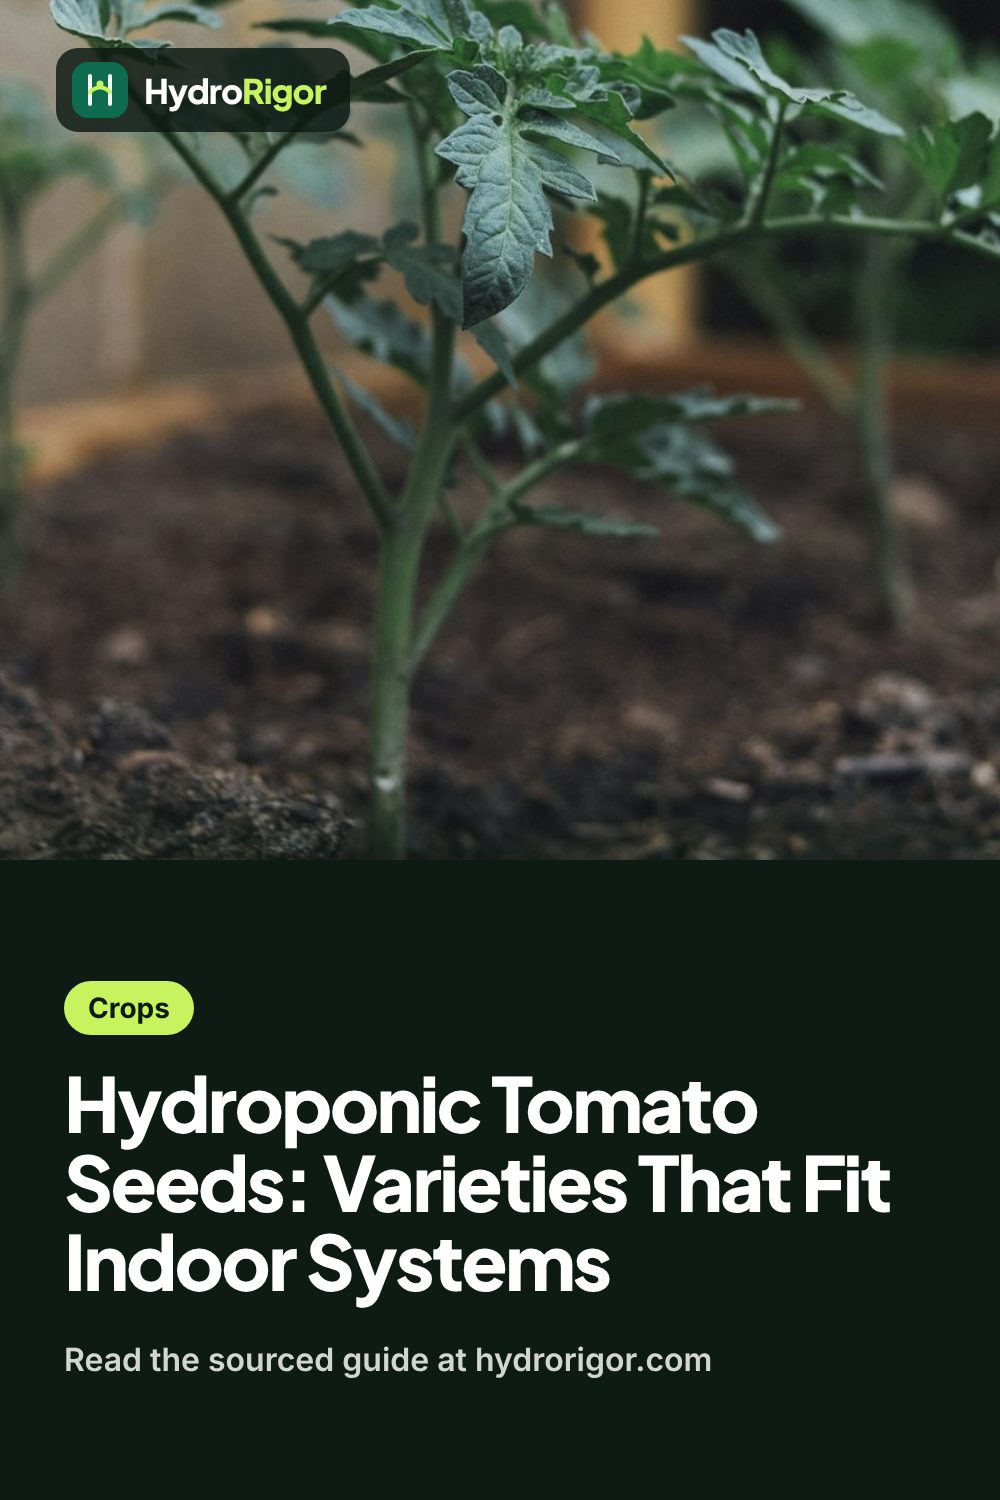 HydroRigor
Crops
Hydroponic Tomato
Seeds: Varieties That Fit
Indoor Systems
Read the sourced guide at hydrorigor.com